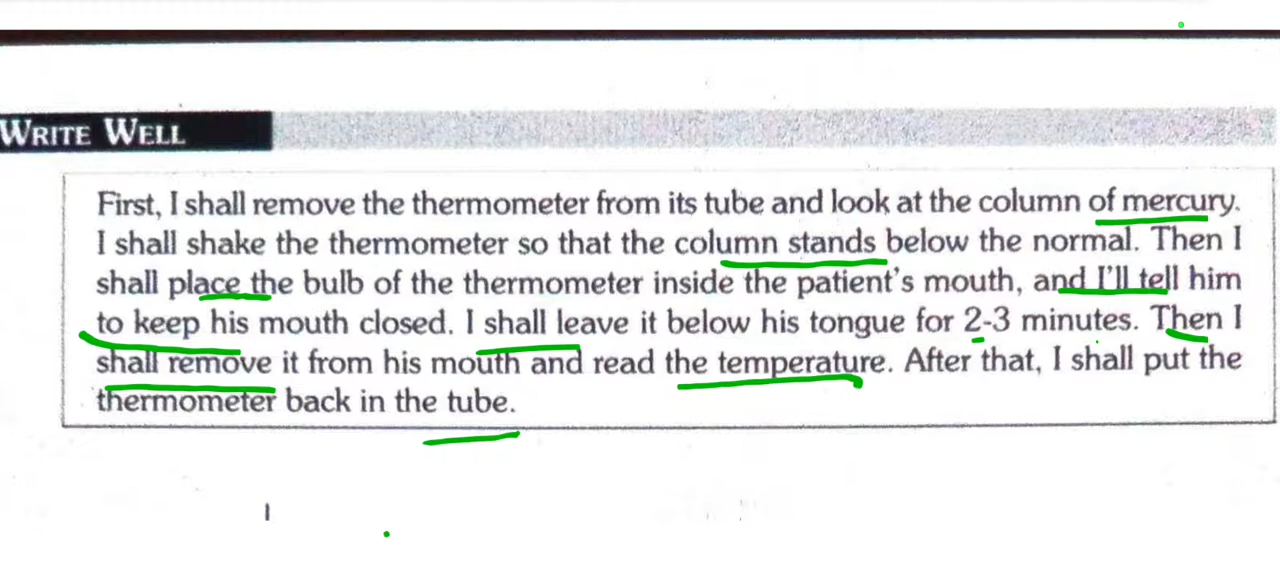 WRITE WELL
First, I shall remove the thermometer from its tube and look at the column of mercury.
I shall shake the thermometer so that the column stands below the normal. Then I
shall place the bulb of the thermometer inside the patient's mouth, and I'll tell him
to keep his mouth closed. I shall leave it below his tongue for 2-3 minutes. Then I
shall remove it from his mouth and read the temperature. After that, I shall put the
thermometer back in the tube.